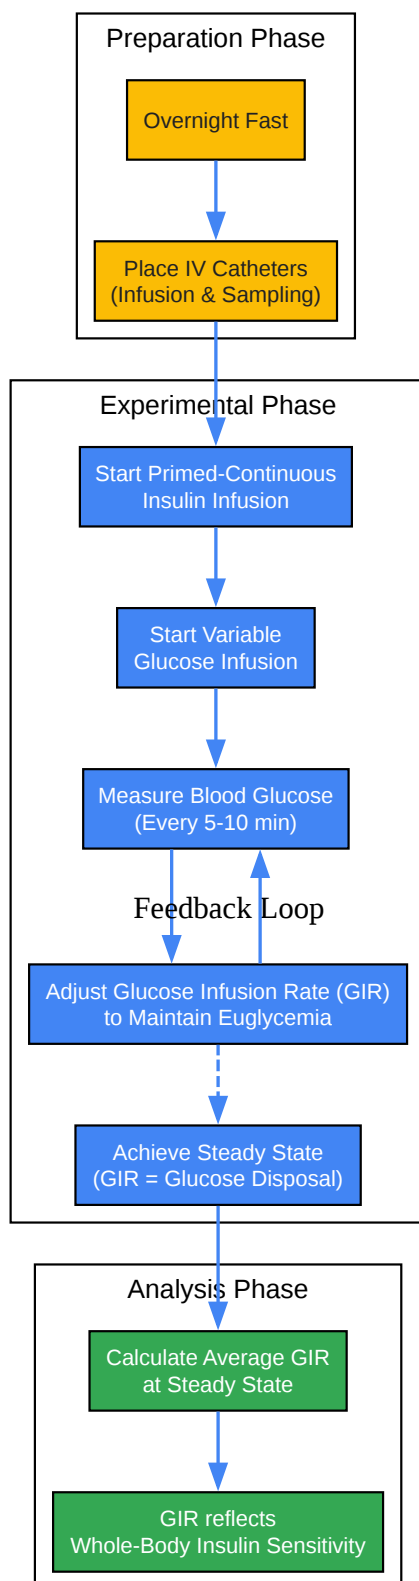 Preparation Phase
Overnight Fast
Place IV Catheters
(Infusion & Sampling)
Experimental Phase
Start Primed-Continuous
Insulin Infusion
Start Variable
Glucose Infusion
Measure Blood Glucose
(Every 5-10 min)
Feedback Loop
Adjust Glucose Infusion Rate (GIR)
to Maintain Euglycemia
Achieve Steady State
(GIR = Glucose Disposal)
Analysis Phase
Calculate Average GIR
at Steady State
GIR reflects
Whole-Body Insulin Sensitivity